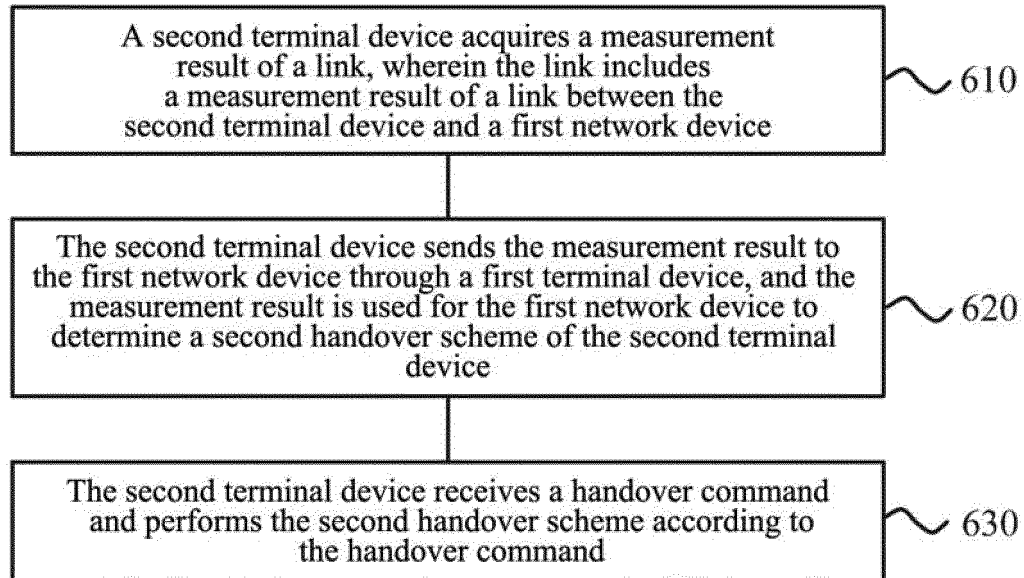 A second terminal device acquires a measurement
result of a link, wherein the link includes
a measurement result of a link between the
second terminal device and a first network device
610
The second terminal device sends the measurement result to
the first network device through a first terminal device, and the
measurement result is used for the first network device to
determine a second handover scheme of the second terminal
device
620
The second terminal device receives a handover command
and performs the second handover scheme according to
the handover command
630